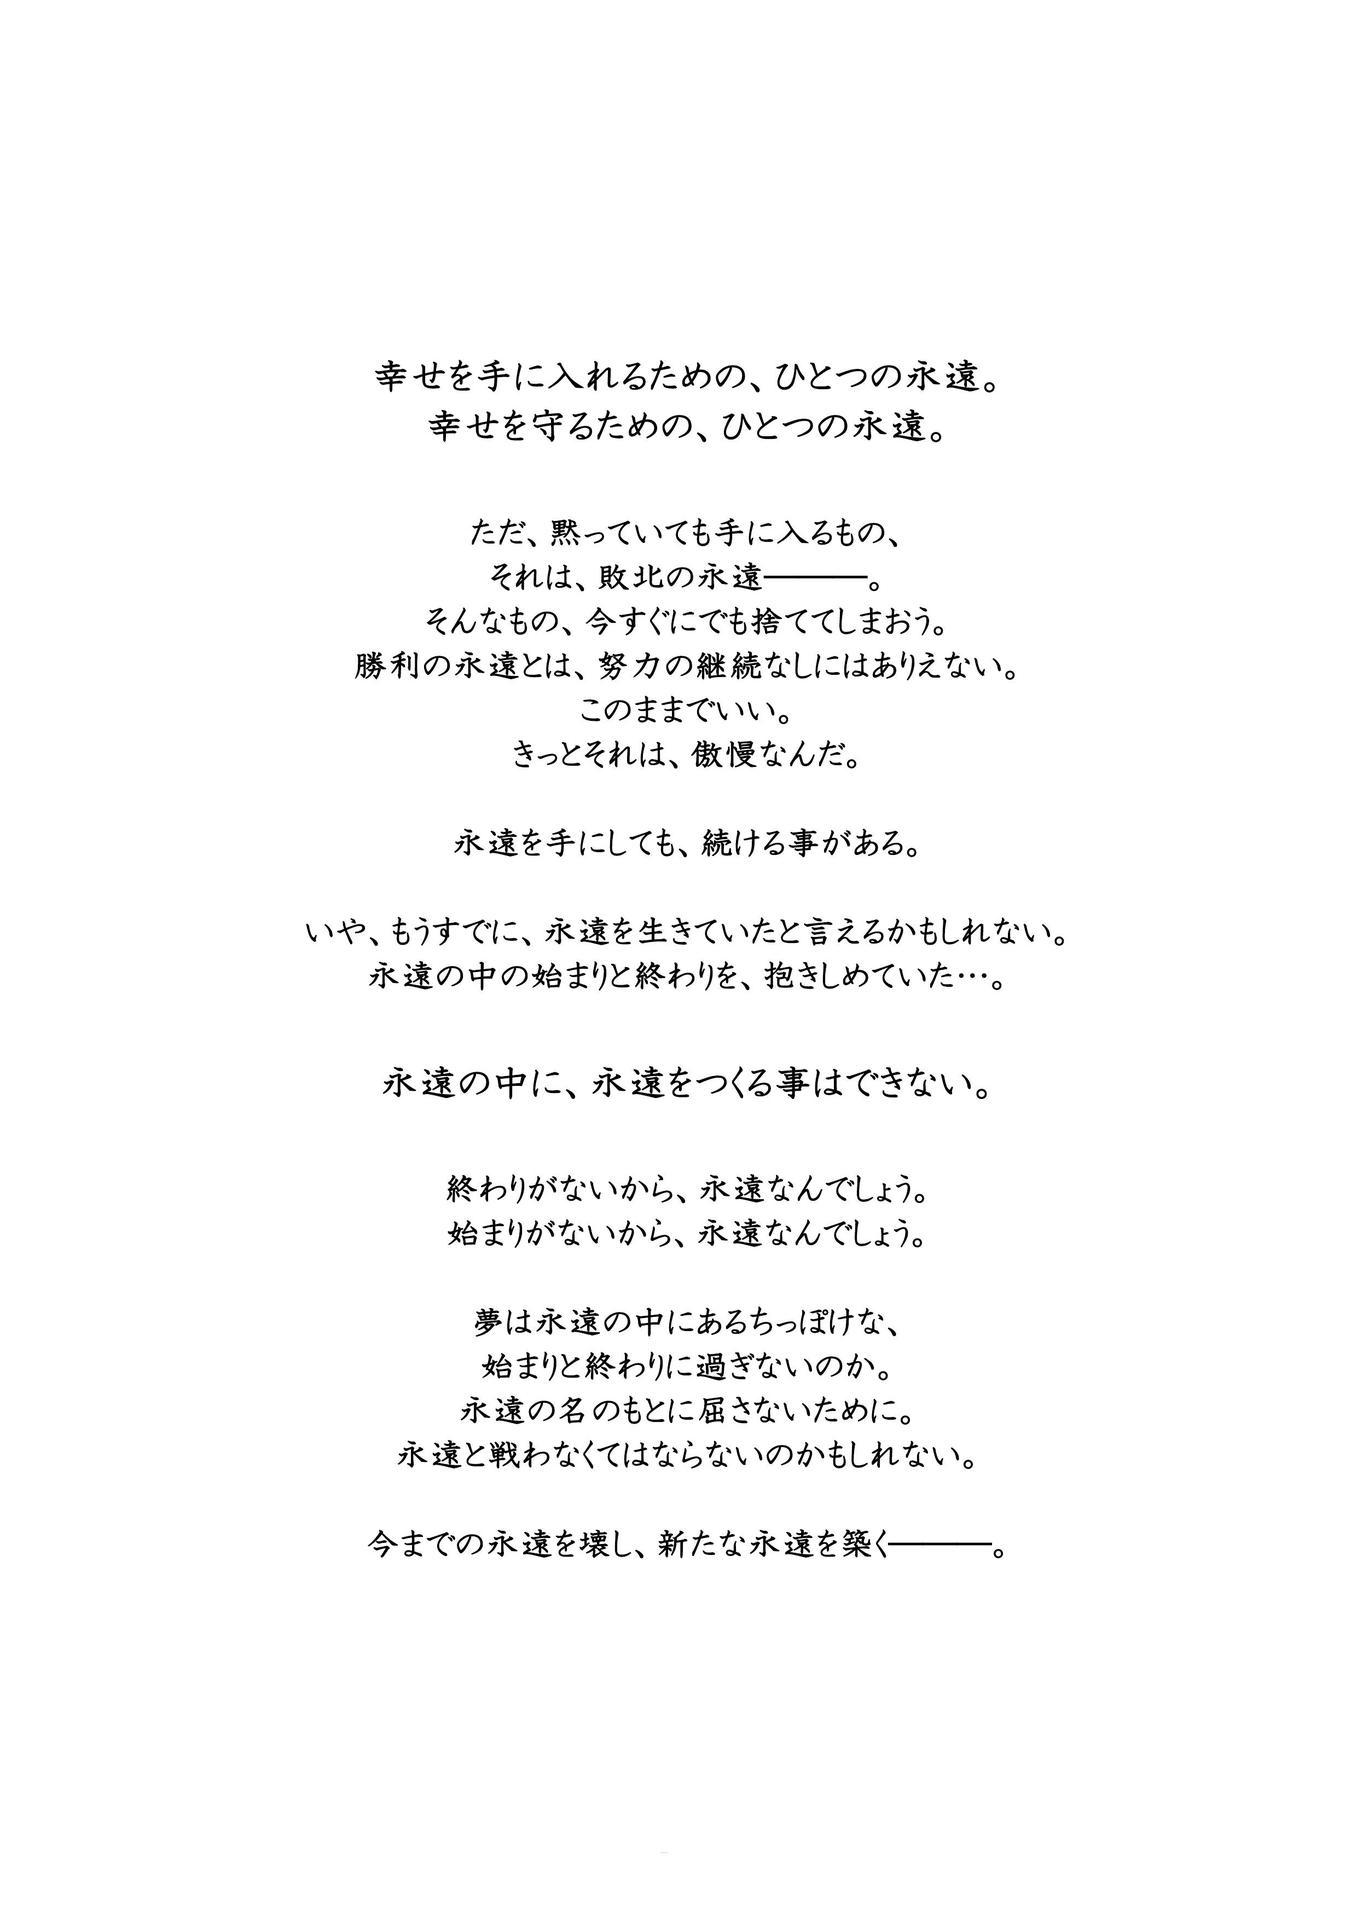 幸せを手に入れるための、ひとつの永遠。
幸せを守るための、ひとつの永遠。
ただ、黙っていても手に入るもの、
それは、敗北の永遠―――。
そんなもの、今すぐにでも捨ててしまおう。
勝利の永遠とは、努力の継続なしにはありえない。
このままでいい。
きっとそれは、傲慢なんだ。
永遠を手にしても、続ける事がある。
いや、もうすでに、永遠を生きていたと言えるかもしれない。
永遠の中の始まりと終わりを、抱きしめていた…。
永遠の中に、永遠をつくる事はできない。
終わりがないから、永遠なんでしょう。
始まりがないから、永遠なんでしょう。
夢は永遠の中にあるちっぽけな、
始まりと終わりに過ぎないのか。
永遠の名のもとに屈さないために。
永遠と戦わなくてはならないのかもしれない。
今までの永遠を壊し、新たな永遠を築く―――。